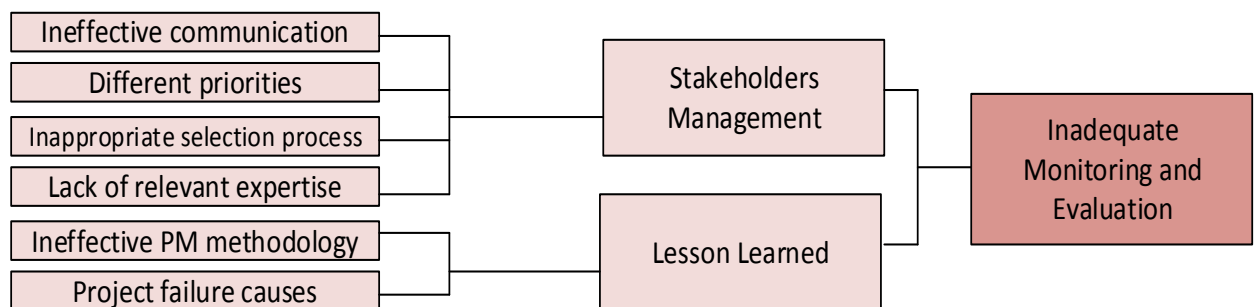 Ineffective communication
Different priorities
Inappropriate selection process
Lack of relevant expertise
Ineffective PM methodology
Project failure causes
Stakeholders
Management
Lesson Learned
Inadequate
Monitoring and
Evaluation